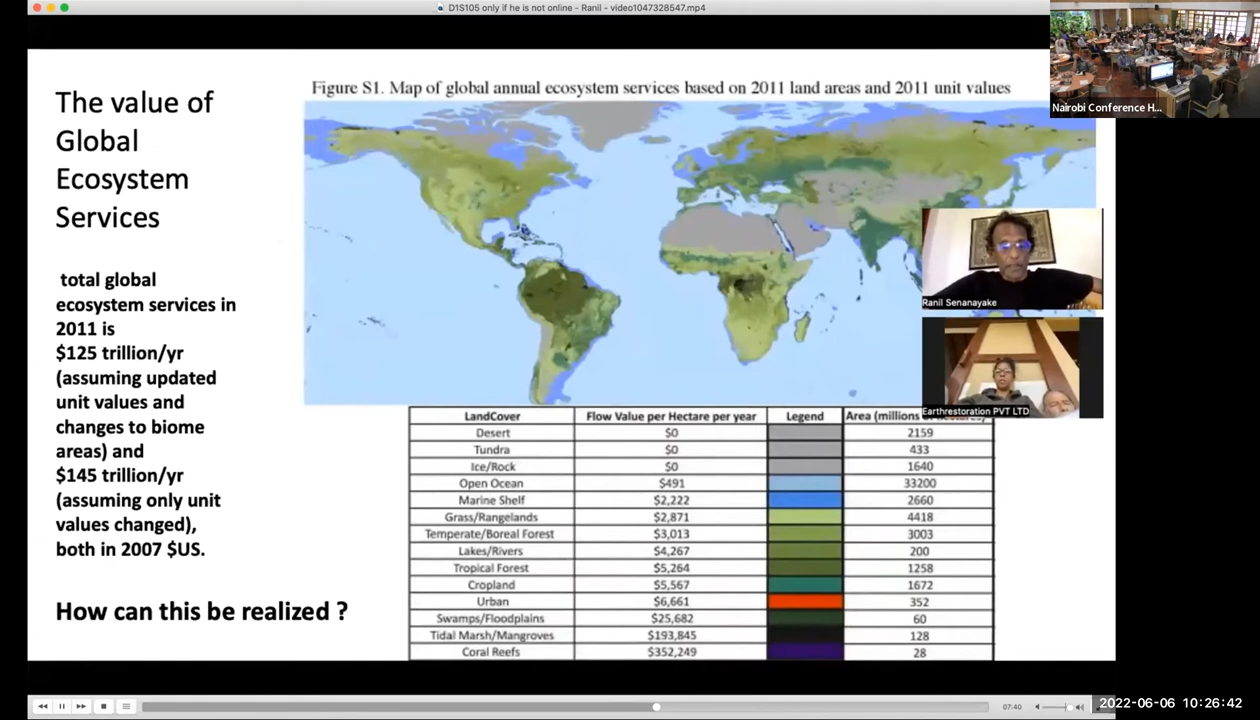 D1S105 only if he is not online - Ranil - video1047328547.mp4
Nairobi Conference H...
The value of
Global
Ecosystem
Services
total global
ecosystem services in
2011 is
$125 trillion/yr
(assuming updated
unit values and
changes to biome
areas) and
$145 trillion/yr
(assuming only unit
values changed),
both in 2007 $US.
How can this be realized ?
Figure S1. Map of global annual ecosystem services based on 2011 land areas and 2011 unit values
Ranil Senanayake
Earthrestoration PVT LTD
LandCover Flow Value per Hectare per year Legend Area (millions
Desert $0 2159
Tundra $0 433
Ice/Rock $0 1640
Open Ocean $491 33200
Marine Shelf $2,222 2660
Grass/Rangelands $2,871 4418
Temperate/Boreal Forest $3,013 3003
Lakes/Rivers $4,267 200
Tropical Forest $5,264 1258
Cropland $5,567 1672
Urban $6,661 352
Swamps/Floodplains $25,682 60
Tidal Marsh/Mangroves $193,845 128
Coral Reefs $352,249 28
07:40
2022-06-06 10:26:42